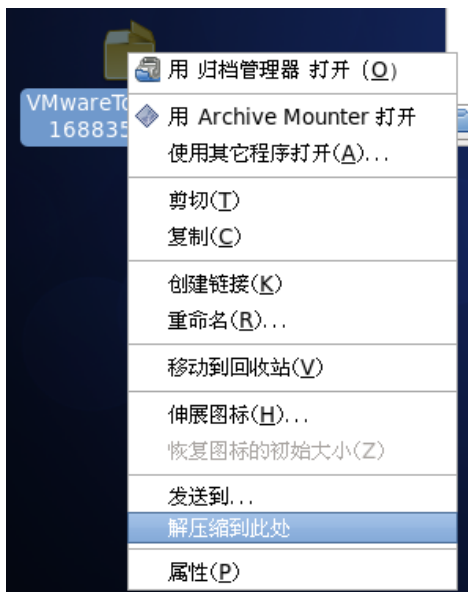 用 归档管理器 打开 (O)
VMwareTo
168835
用 Archive Mounter 打开
使用其它程序打开(A)...
剪切(T)
复制(C)
创建链接(K)
重命名(R)...
移动到回收站(V)
伸展图标(H)...
恢复图标的初始大小(Z)
发送到...
解压缩到此处
属性(P)